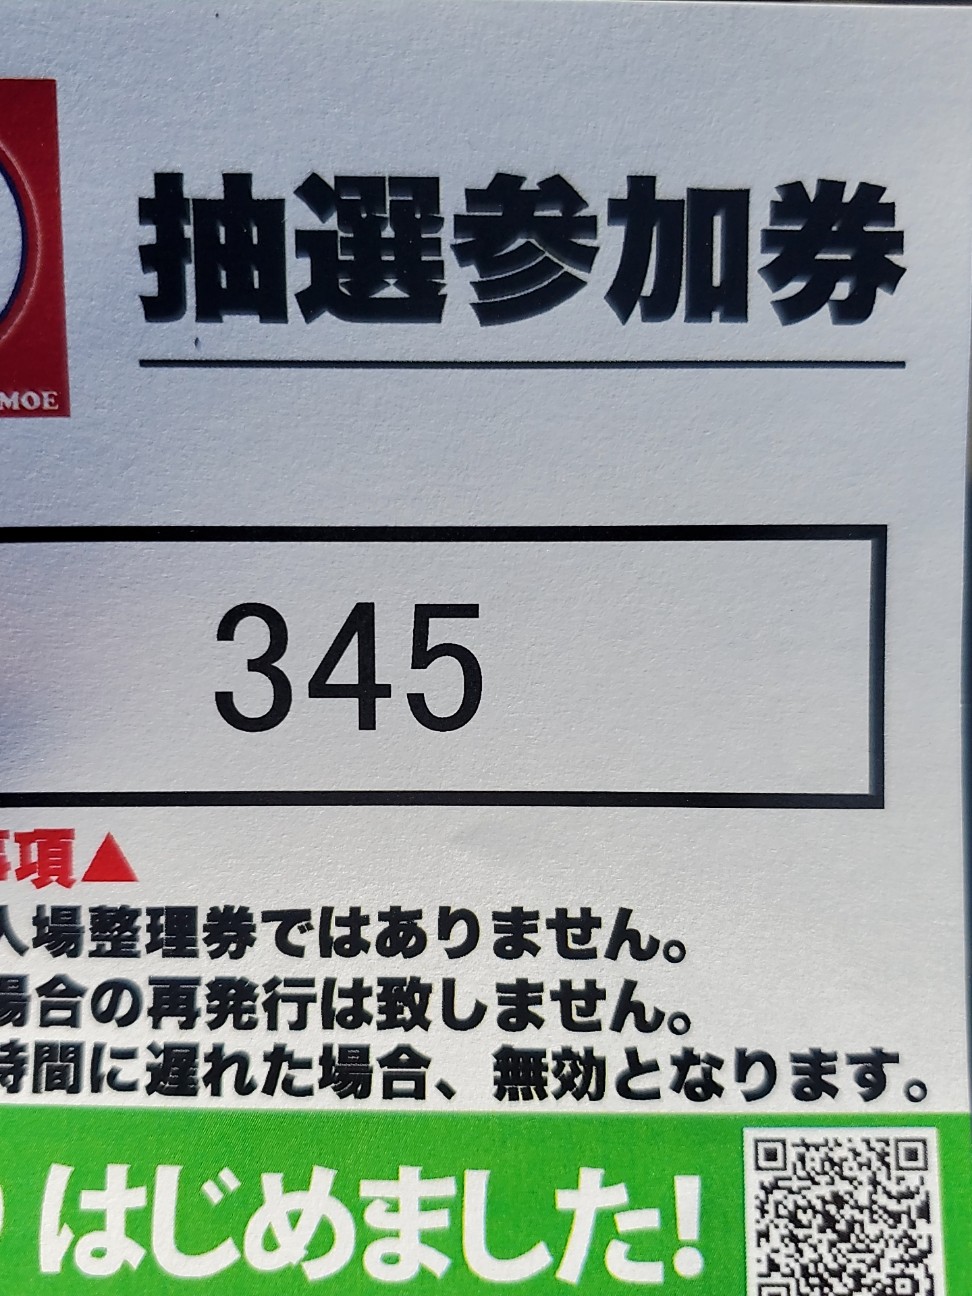 抽選参加券
MOE
345
事項▲
入場整理券ではありません。
場合の再発行は致しません。
時間に遅れた場合、無効となります。
はじめました!